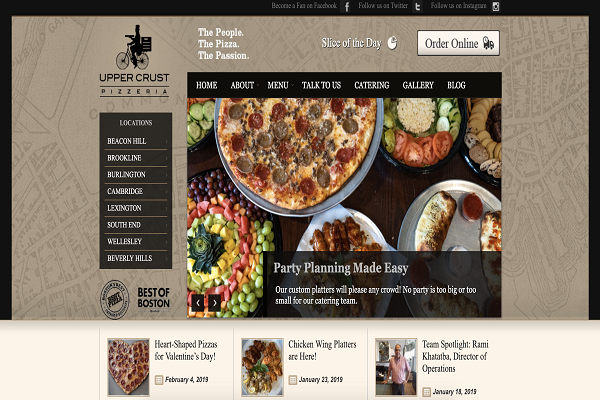 Become a Fan on Facebook
Follow us on Twitter
Follow us on Instagram
UPPER CRUST
PIZZERIA
The People.
The Pizza.
The Passion.
Slice of the Day
Order Online
HOME ABOUT MENU TALK TO US CATERING GALLERY BLOG
LOCATIONS
BEACON HILL
BROOKLINE
BURLINGTON
CAMBRIDGE
LEXINGTON
SOUTH END
WELLESLEY
BEVERLY HILLS
BEST OF
BOSTON
Party Planning Made Easy
Our custom platters will please any crowd! No party is too big or too
small for our catering team.
Heart-Shaped Pizzas
for Valentine's Day!
February 4, 2019
Chicken Wing Platters
are Here!
January 23, 2019
Team Spotlight: Rami
Khatatba, Director of
Operations
January 18, 2019